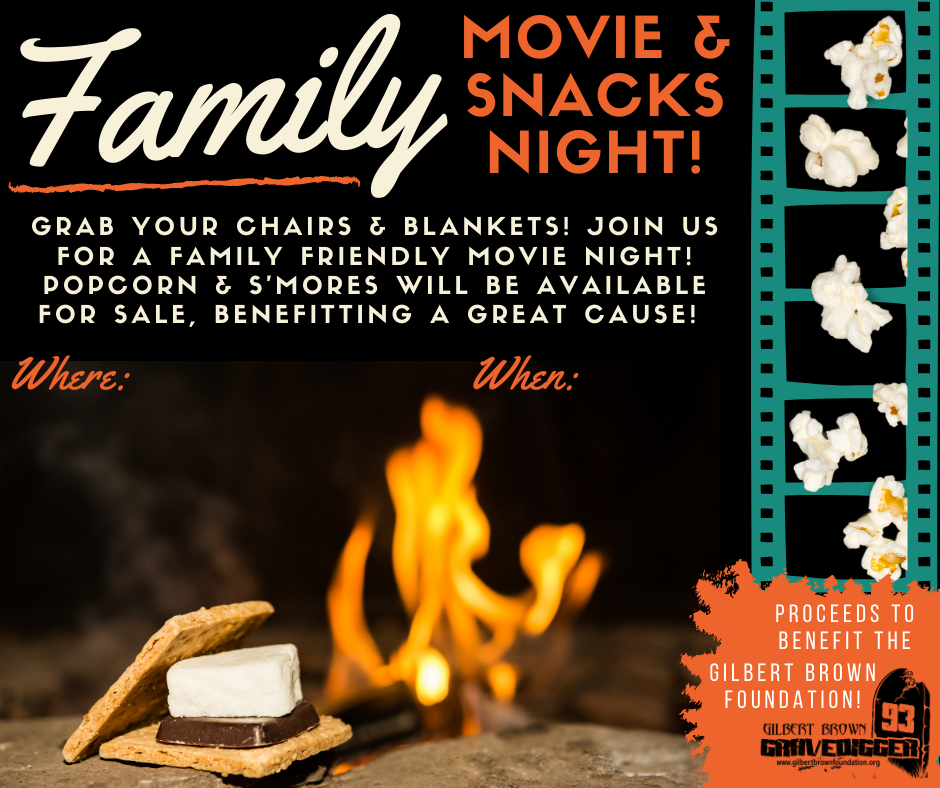 Family
MOVIE &
SNACKS
NIGHT!
GRAB YOUR CHAIRS & BLANKETS! JOIN US
FOR A FAMILY FRIENDLY MOVIE NIGHT!
POPCORN & S'MORES WILL BE AVAILABLE
FOR SALE, BENEFITTING A GREAT CAUSE!
Where:
When:
PROCEEDS TO
BENEFIT THE
GILBERT BROWN
FOUNDATION!
93
GILBERT BROWN
GRAVEDIGGER
www.gilbertbrownfoundation.org